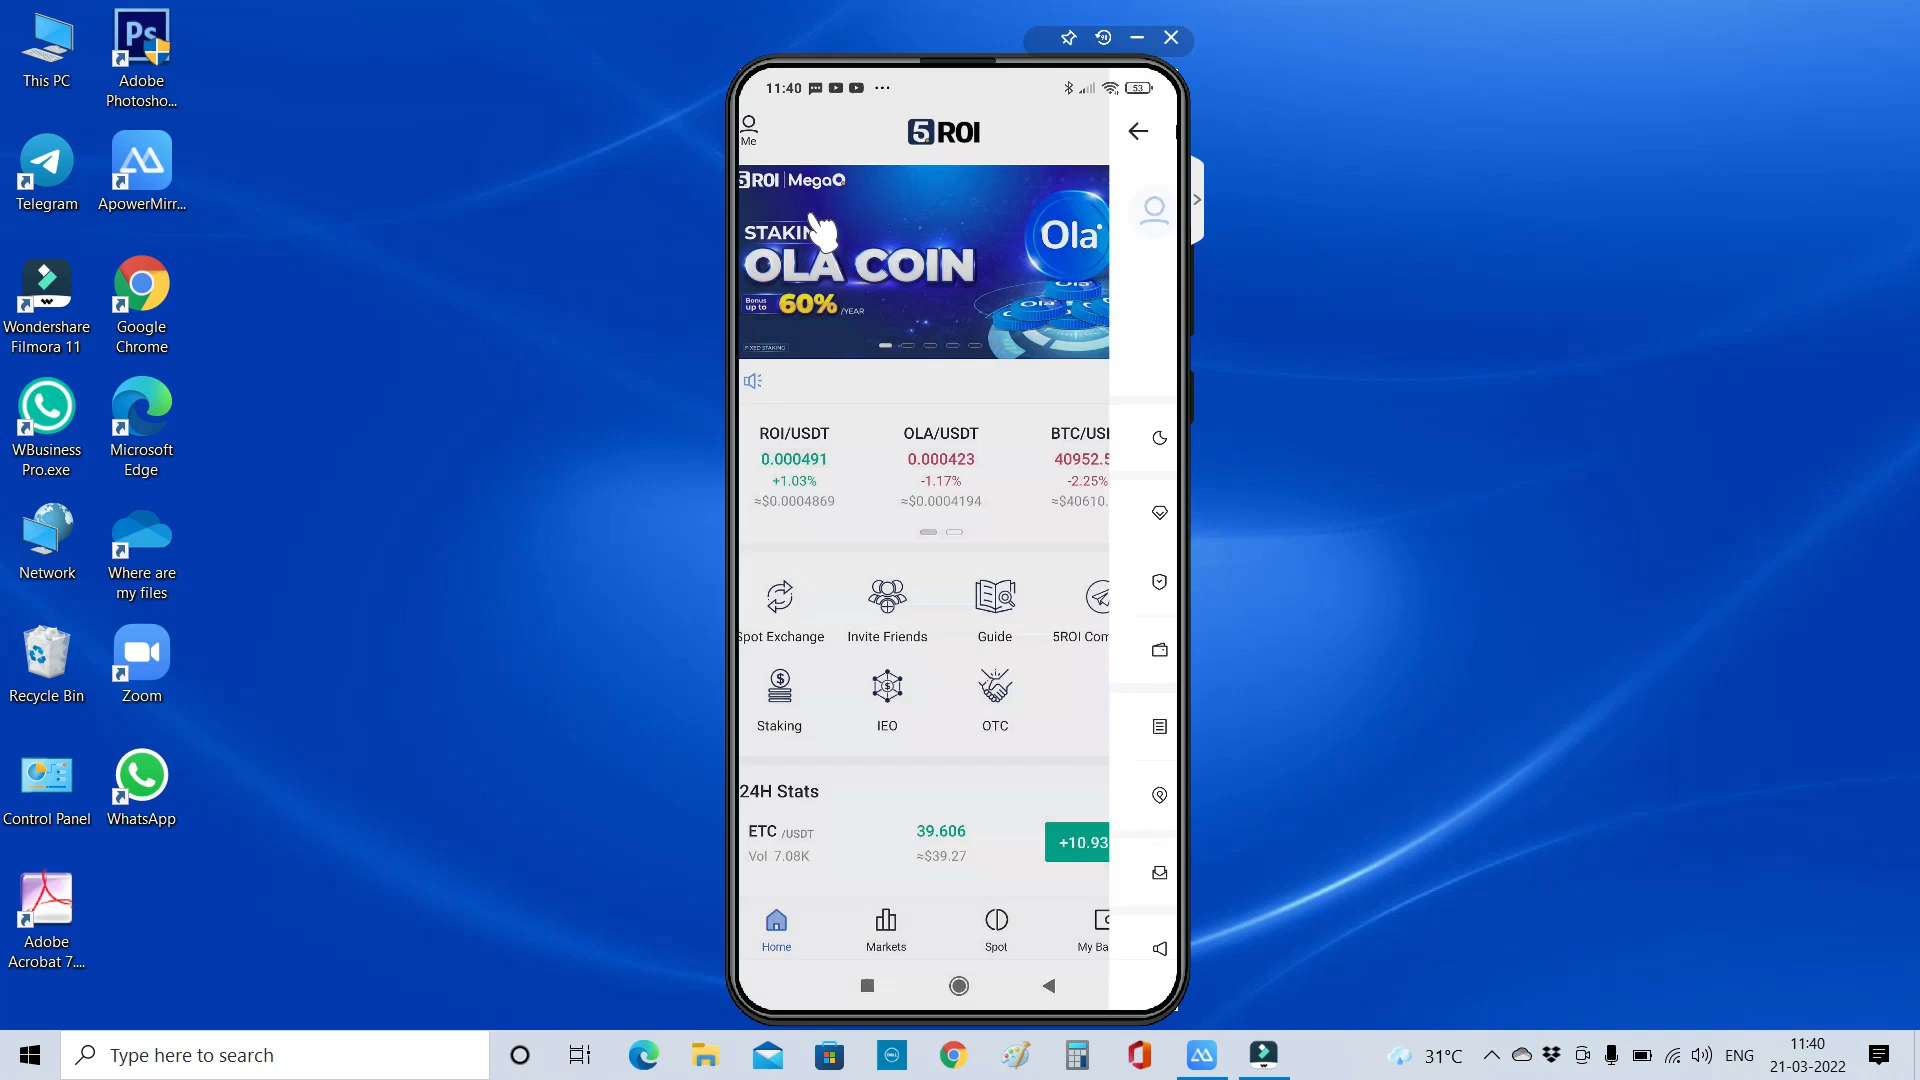 This PC
Adobe
Photosho...
Telegram
ApowerMirr...
Wondershare
Filmora 11
Google
Chrome
WBusiness
Pro.exe
Microsoft
Edge
Network
Where are
my files
Recycle Bin
Zoom
Control Panel
WhatsApp
Adobe
Acrobat 7....
11:40
53
Me
5 ROI
5ROI | MegaQ
STAKIN
OLA COIN
Bonus
up to
60% /YEAR
FIXED STAKING
Ola
ROI/USDT
0.000491
+1.03%
≈$0.0004869
OLA/USDT
0.000423
-1.17%
≈$0.0004194
BTC/USI
40952.5
-2.25%
≈$40610.
Spot Exchange
Invite Friends
Guide
5ROI Com
Staking
IEO
OTC
24H Stats
ETC /USDT
39.606
+10.93
Vol 7.08K
≈$39.27
Home
Markets
Spot
My Ba
Type here to search
31°C
ENG
11:40
21-03-2022